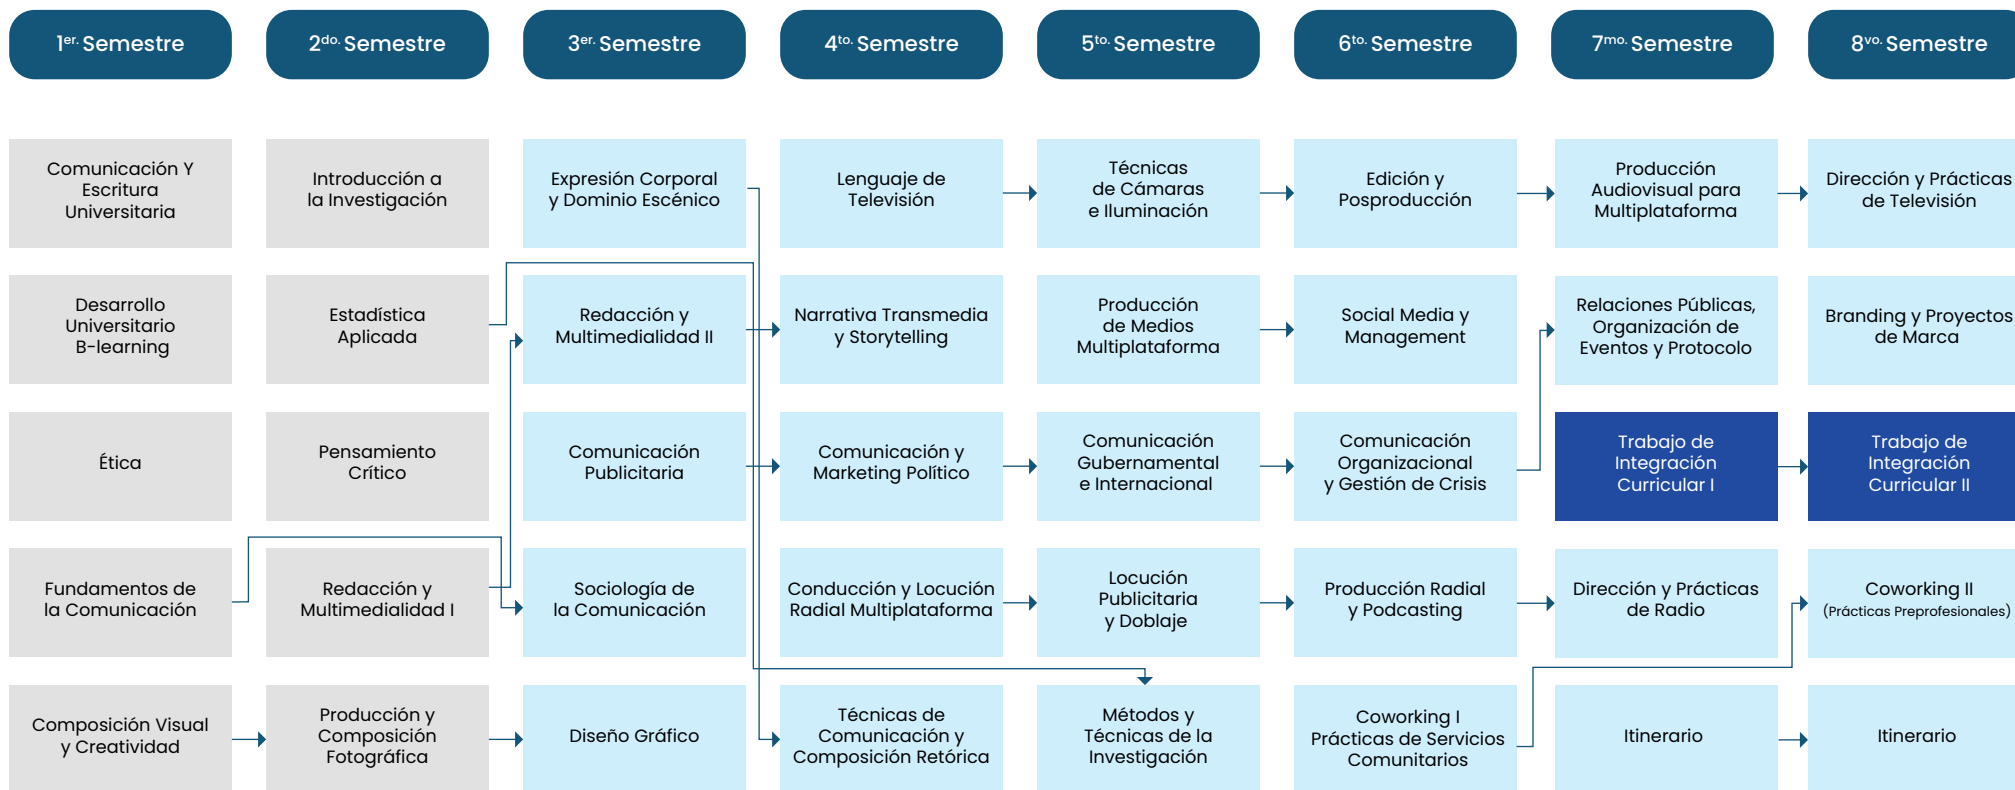 1er. Semestre
2do. Semestre
3er. Semestre
4to. Semestre
5to. Semestre
6to. Semestre
7mo. Semestre
8vo. Semestre
Comunicación Y
Escritura
Universitaria
Introducción a
la Investigación
Expresión Corporal
y Dominio Escénico
Lenguaje de
Televisión
Técnicas
de Cámaras
e Iluminación
Edición y
Posproducción
Producción
Audiovisual para
Multiplataforma
Dirección y Prácticas
de Televisión
Desarrollo
Universitario
B-learning
Estadística
Aplicada
Redacción y
Multimedialidad II
Narrativa Transmedia
y Storytelling
Producción
de Medios
Multiplataforma
Social Media y
Management
Relaciones Públicas,
Organización de
Eventos y Protocolo
Branding y Proyectos
de Marca
Ética
Pensamiento
Crítico
Comunicación
Publicitaria
Comunicación y
Marketing Político
Comunicación
Gubernamental
e Internacional
Comunicación
Organizacional
y Gestión de Crisis
Trabajo de
Integración
Curricular I
Trabajo de
Integración
Curricular II
Fundamentos de
la Comunicación
Redacción y
Multimedialidad I
Sociología de
la Comunicación
Conducción y Locución
Radial Multiplataforma
Locución
Publicitaria
y Doblaje
Producción Radial
y Podcasting
Dirección y Prácticas
de Radio
Coworking II
(Prácticas Preprofesionales)
Composición Visual
y Creatividad
Producción y
Composición
Fotográfica
Diseño Gráfico
Técnicas de
Comunicación y
Composición Retórica
Métodos y
Técnicas de la
Investigación
Coworking I
Prácticas de Servicios
Comunitarios
Itinerario
Itinerario